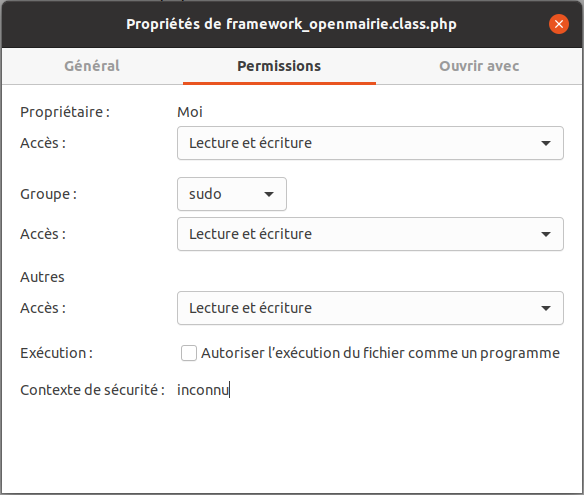 Propriétés de framework_openmairie.class.php
Général Permissions Ouvrir avec
Propriétaire : Moi
Accès : Lecture et écriture
Groupe : sudo
Accès : Lecture et écriture
Autres
Accès : Lecture et écriture
Exécution : Autoriser l’exécution du fichier comme un programme
Contexte de sécurité : inconnu